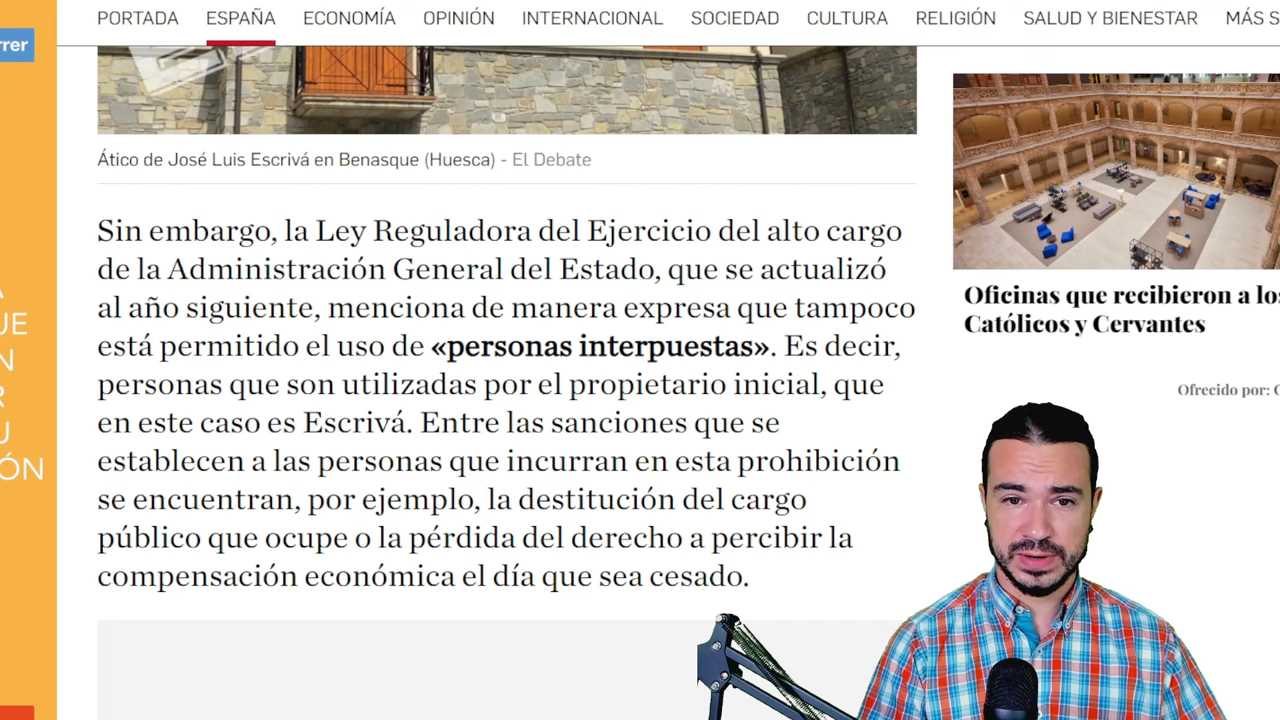 PORTADA ESPAÑA ECONOMÍA OPINIÓN INTERNACIONAL SOCIEDAD CULTURA RELIGIÓN SALUD Y BIENESTAR MÁS S
rrer
Ático de José Luis Escrivá en Benasque (Huesca) - El Debate
Sin embargo, la Ley Reguladora del Ejercicio del alto cargo
de la Administración General del Estado, que se actualizó
al año siguiente, menciona de manera expresa que tampoco
está permitido el uso de «personas interpuestas». Es decir,
personas que son utilizadas por el propietario inicial, que
en este caso es Escrivá. Entre las sanciones que se
establecen a las personas que incurran en esta prohibición
se encuentran, por ejemplo, la destitución del cargo
público que ocupe o la pérdida del derecho a percibir la
compensación económica el día que sea cesado.
Oficinas que recibieron a los
Católicos y Cervantes
Ofrecido por:
A
UE
N
R
U
ÓN